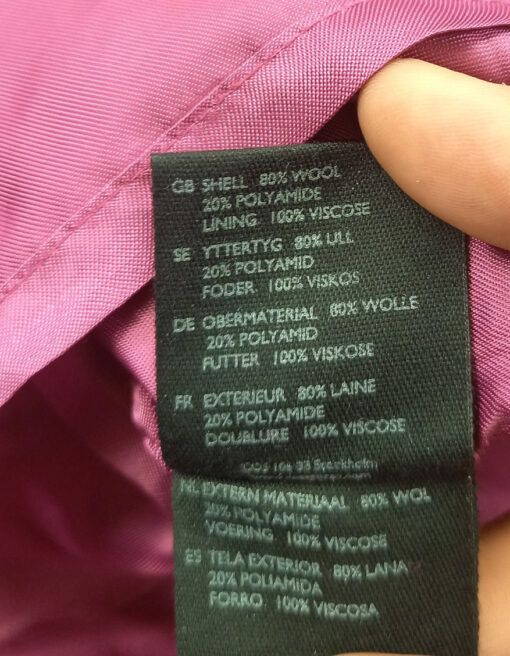 GB SHELL 80% WOOL
20% POLYAMIDE
LINING 100% VISCOSE
SE YTTERTYG 80% ULL
20% POLYAMID
FODER 100% VISKOS
DE OBERMATERIAL 80% WOLLE
20% POLYAMID
FUTTER 100% VISKOSE
FR EXTERIEUR 80% LAINE
20% POLYAMIDE
DOUBLURE 100% VISCOSE
Stockholm
EXTERN MATERIAAL 80% WOL
20% POLYAMIDE
VOERING 100% VISCOSE
ES TELA EXTERIOR 80% LANA
20% POLIAMIDA
FORRO 100% VISCOSA